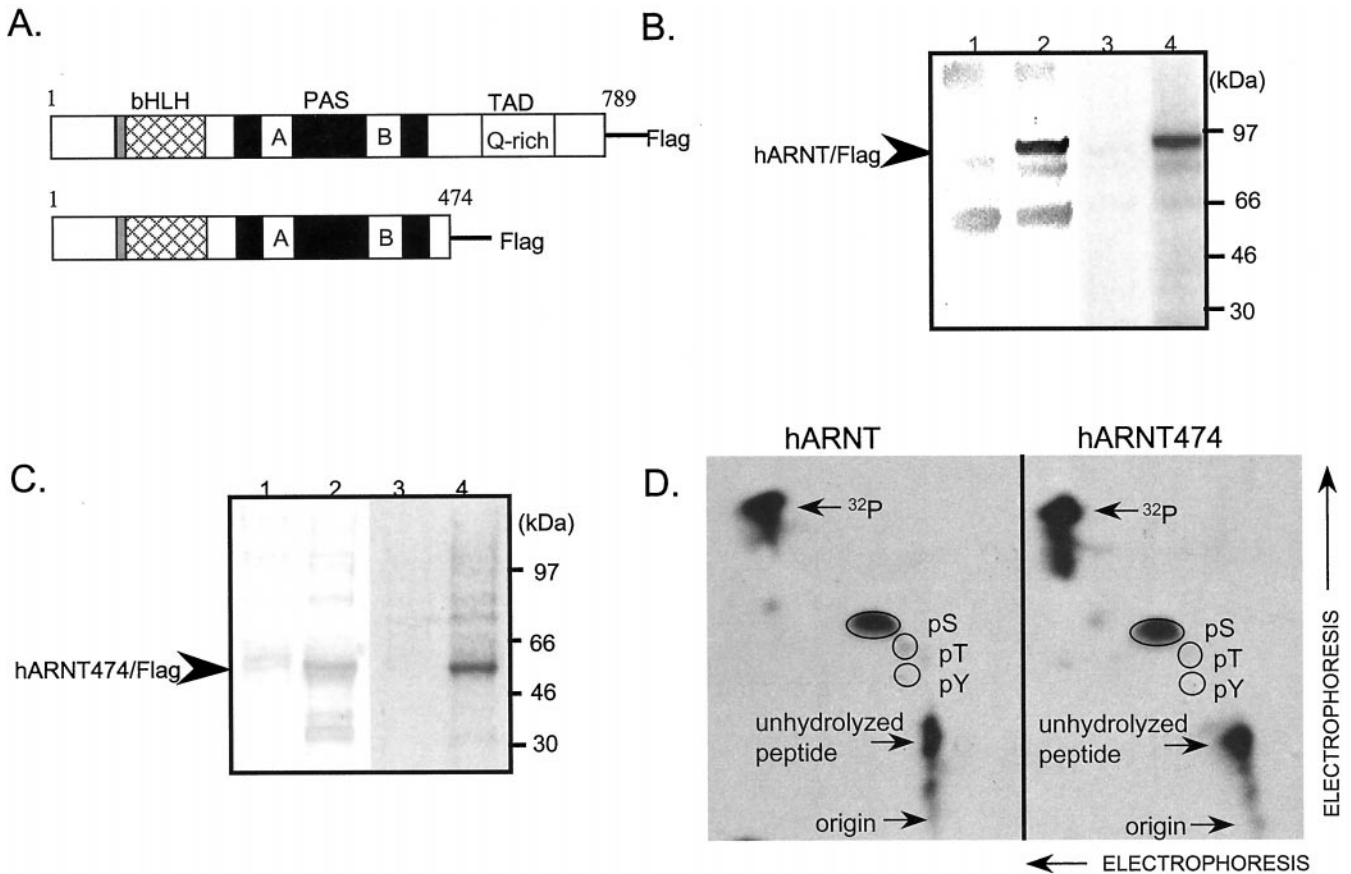 A.
1 789
bHLH PAS TAD
A B Q-rich
Flag
1 474
A B
Flag
B.
1 2 3 4
(kDa)
97
hARNT/Flag
66
46
30
C.
1 2 3 4
(kDa)
97
66
hARNT474/Flag
46
30
D.
hARNT hARNT474
32P 32P
pS pS
pT pT
pY pY
unhydrolyzed unhydrolyzed
peptide peptide
origin origin
ELECTROPHORESIS
ELECTROPHORESIS